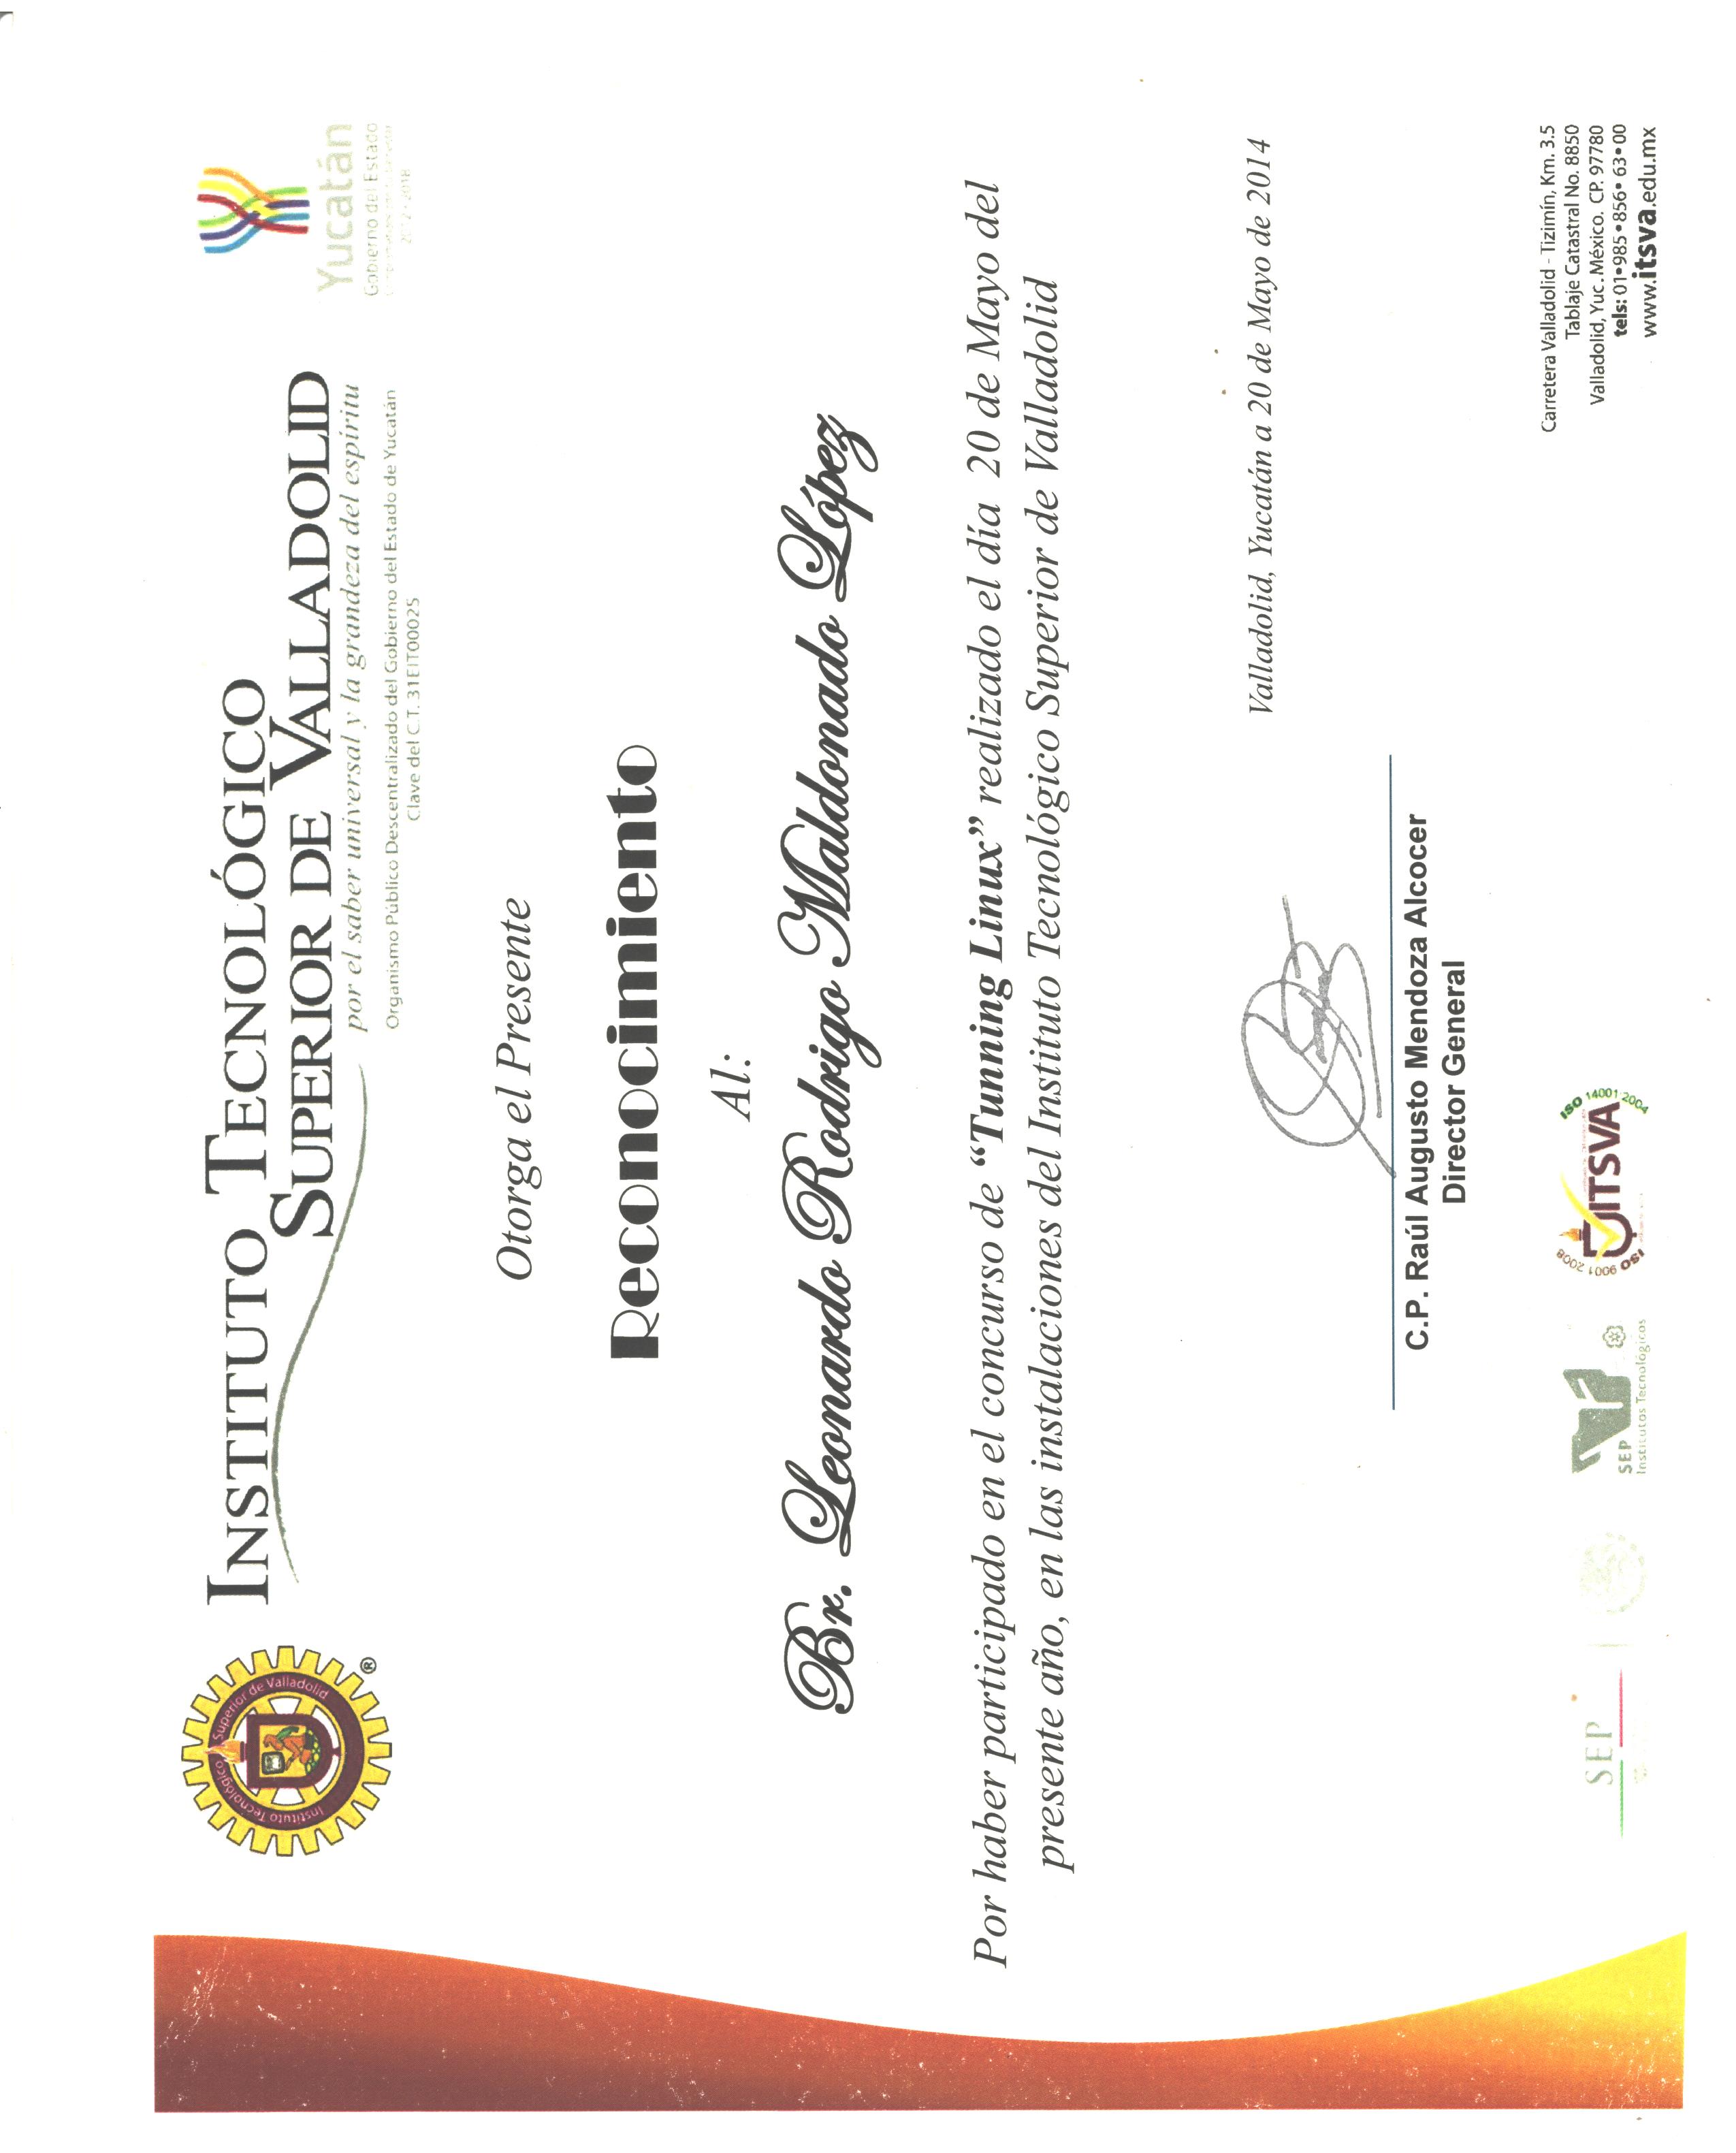 Instituto Tecnológico Superior de Valladolid
®
INSTITUTO TECNOLÓGICO
SUPERIOR DE VALLADOLID
por el saber universal y la grandeza del espíritu
Organismo Público Descentralizado del Gobierno del Estado de Yucatán
Clave del C.T. 31EIT0002S
Yucatán
Gobierno del Estado
2012 - 2018
Otorga el Presente
Reconocimiento
Al:
Br. Leonardo Rodrigo Maldonado López
Por haber participado en el concurso de “Tunning Linux” realizado el día 20 de Mayo del
presente año, en las instalaciones del Instituto Tecnológico Superior de Valladolid
Valladolid, Yucatán a 20 de Mayo de 2014
C.P. Raúl Augusto Mendoza Alcocer
Director General
SEP
SEP
Institutos Tecnológicos
ISO 9001 2008
ITSVA
ISO 14001 2004
Carretera Valladolid - Tizimín, Km. 3.5
Tablaje Catastral No. 8850
Valladolid, Yuc. México. CP. 97780
tels: 01•985•856• 63•00
www.itsva.edu.mx